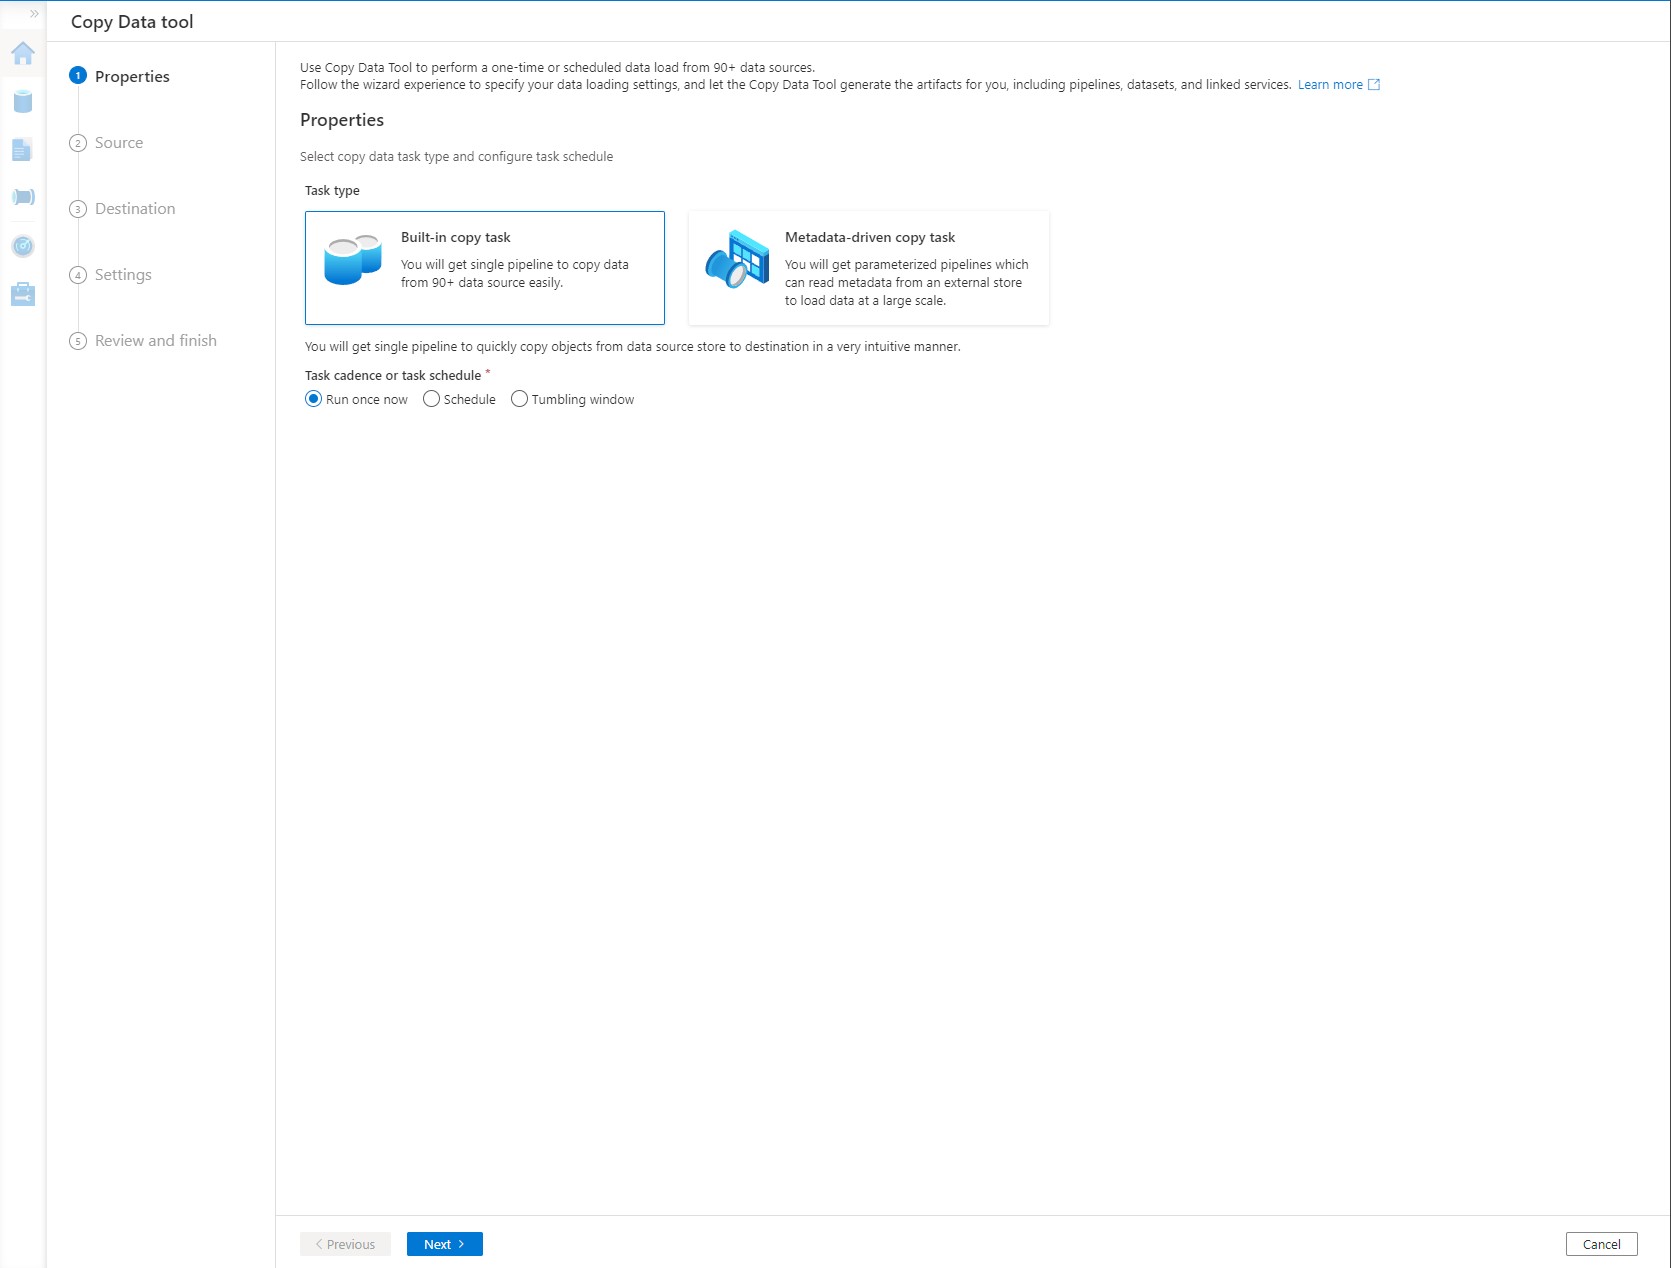 Copy Data tool
1 Properties
2 Source
3 Destination
4 Settings
5 Review and finish
Use Copy Data Tool to perform a one-time or scheduled data load from 90+ data sources.
Follow the wizard experience to specify your data loading settings, and let the Copy Data Tool generate the artifacts for you, including pipelines, datasets, and linked services. Learn more
Properties
Select copy data task type and configure task schedule
Task type
Built-in copy task
You will get single pipeline to copy data
from 90+ data source easily.
Metadata-driven copy task
You will get parameterized pipelines which
can read metadata from an external store
to load data at a large scale.
You will get single pipeline to quickly copy objects from data source store to destination in a very intuitive manner.
Task cadence or task schedule *
Run once now Schedule Tumbling window
< Previous Next > Cancel